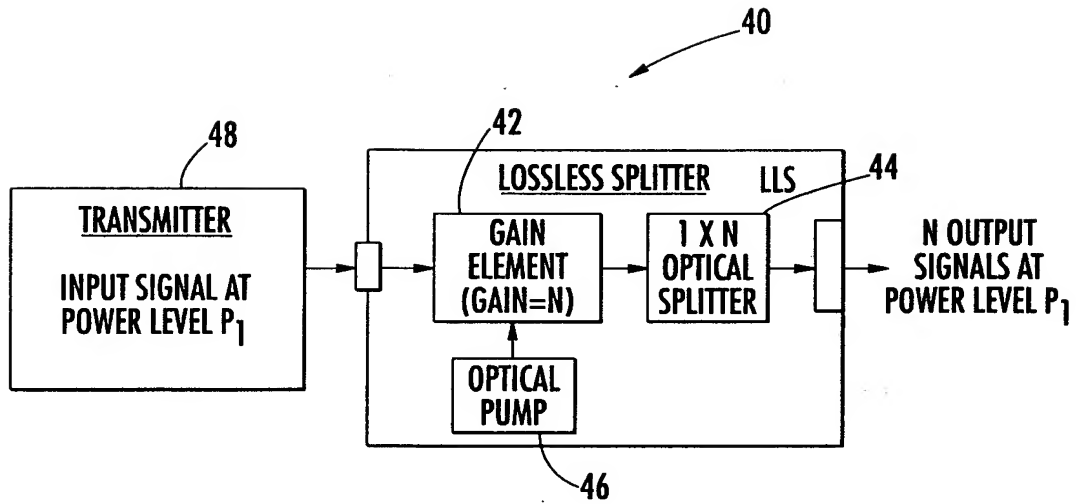 40
48
42
44
LOSSLESS SPLITTER LLS
TRANSMITTER
INPUT SIGNAL AT
POWER LEVEL P1
GAIN
ELEMENT
(GAIN=N)
1 X N
OPTICAL
SPLITTER
N OUTPUT
SIGNALS AT
POWER LEVEL P1
OPTICAL
PUMP
46